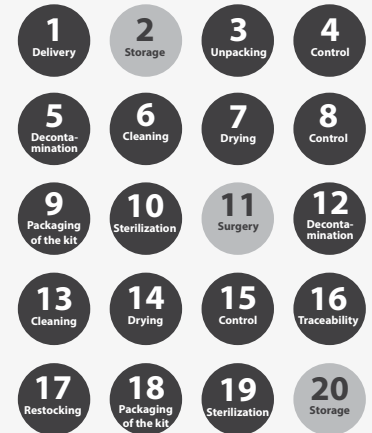 1 2 3 4
Delivery Storage Unpacking Control
5 6 7 8
Deconta-
mination
Cleaning Drying Control
9 10 11 12
Packaging
of the kit
Sterilization Surgery Deconta-
mination
13 14 15 16
Cleaning Drying Control Traceability
17 18 19 20
Restocking Packaging
of the kit
Sterilization Storage